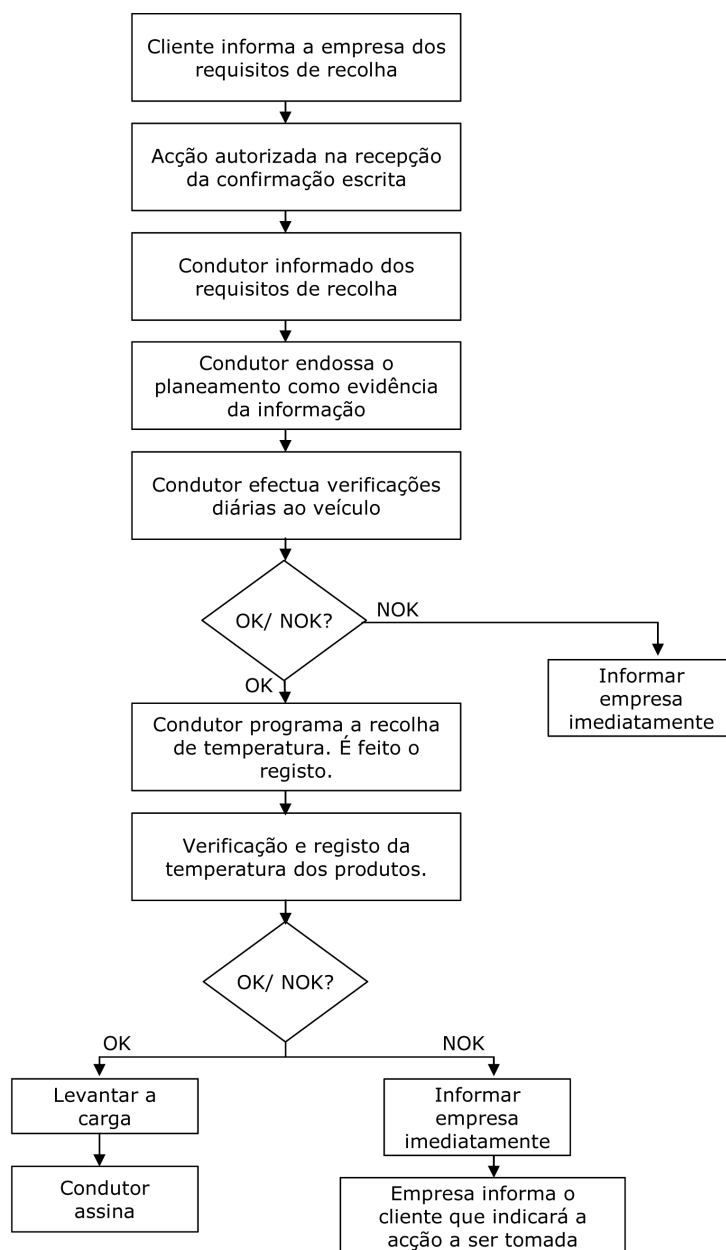 Cliente informa a empresa dos
requisitos de recolha
Acção autorizada na recepção
da confirmação escrita
Condutor informado dos
requisitos de recolha
Condutor endossa o
planeamento como evidência
da informação
Condutor efectua verificações
diárias ao veículo
OK/ NOK?
NOK
Informar
empresa
imediatamente
OK
Condutor programa a recolha
de temperatura. É feito o
registo.
Verificação e registo da
temperatura dos produtos.
OK/ NOK?
OK
NOK
Levantar a
carga
Informar
empresa
imediatamente
Condutor
assina
Empresa informa o
cliente que indicará a
acção a ser tomada